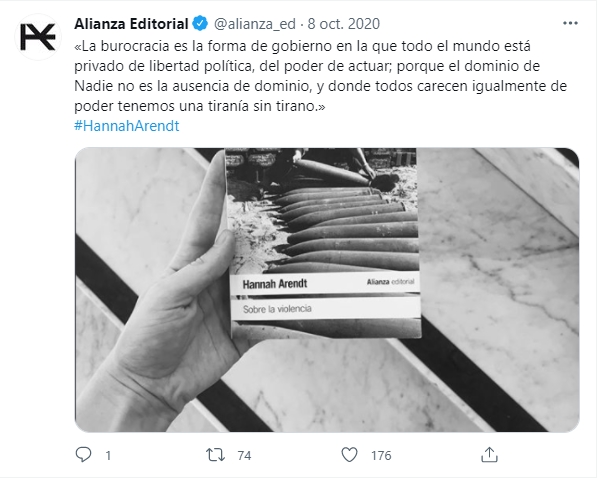 Alianza Editorial @alianza_ed · 8 oct. 2020
«La burocracia es la forma de gobierno en la que todo el mundo está
privado de libertad política, del poder de actuar; porque el dominio de
Nadie no es la ausencia de dominio, y donde todos carecen igualmente de
poder tenemos una tiranía sin tirano.»
#HannahArendt
Hannah Arendt
Alianza editorial
Sobre la violencia
1
74
176